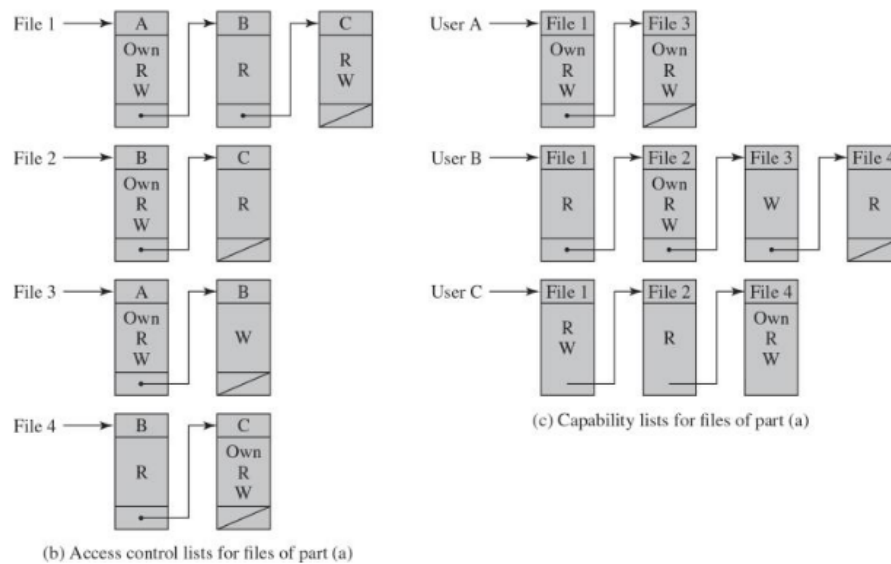 File 1 A B C
Own
R
W
R
R
W
File 2 B C
Own
R
W
R
File 3 A B
Own
R
W
W
File 4 B C
R
Own
R
W
(b) Access control lists for files of part (a)
User A File 1 File 3
Own
R
W
Own
R
W
User B File 1 File 2 File 3 File 4
R
Own
R
W
W
R
User C File 1 File 2 File 4
R
W
R
Own
R
W
(c) Capability lists for files of part (a)